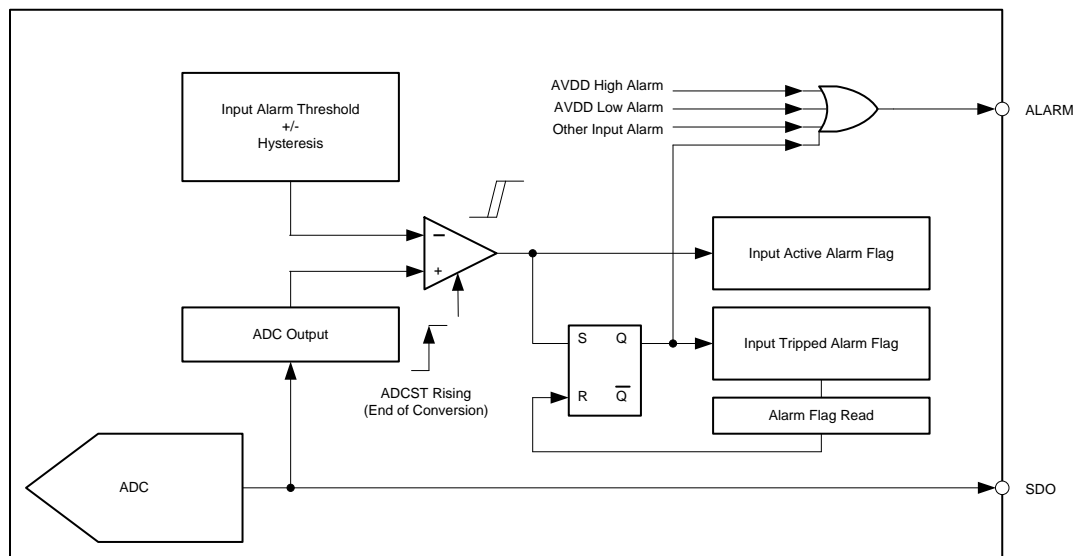 Input Alarm Threshold
+/-
Hysteresis
AVDD High Alarm
AVDD Low Alarm
Other Input Alarm
ALARM
−
+
Input Active Alarm Flag
ADC Output
ADCST Rising
(End of Conversion)
S Q
R Q̅
Input Tripped Alarm Flag
Alarm Flag Read
ADC
SDO